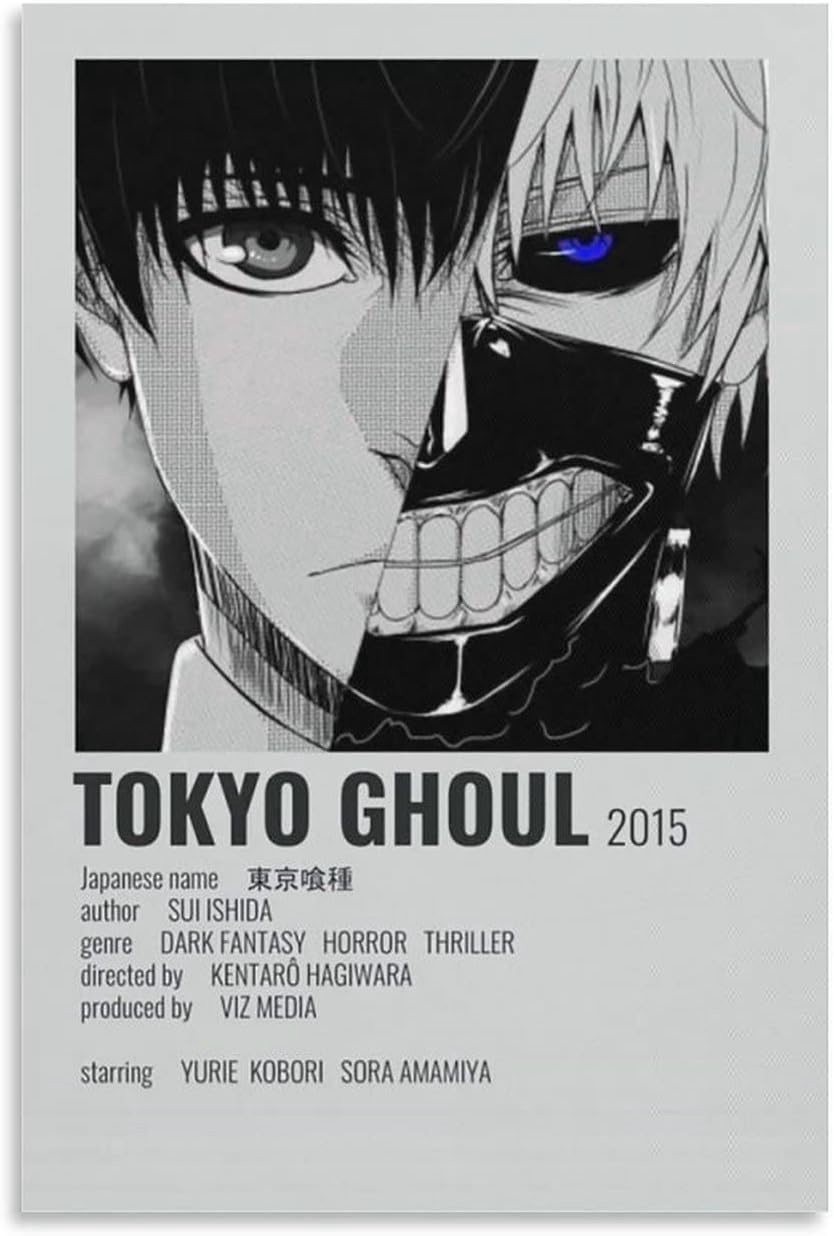 TOKYO GHOUL 2015
Japanese name 東京喰種
author SUI ISHIDA
genre DARK FANTASY HORROR THRILLER
directed by KENTARÔ HAGIWARA
produced by VIZ MEDIA
starring YURIE KOBORI SORA AMAMIYA